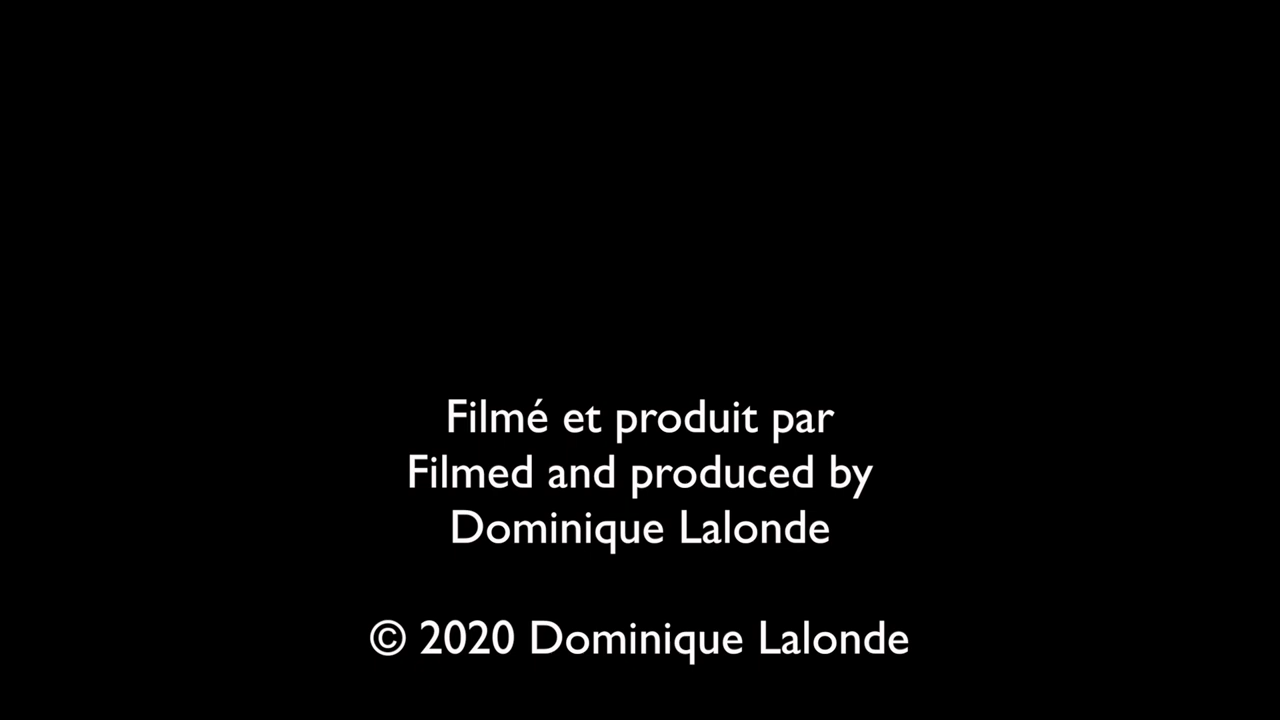 Filmé et produit par
Filmed and produced by
Dominique Lalonde
© 2020 Dominique Lalonde